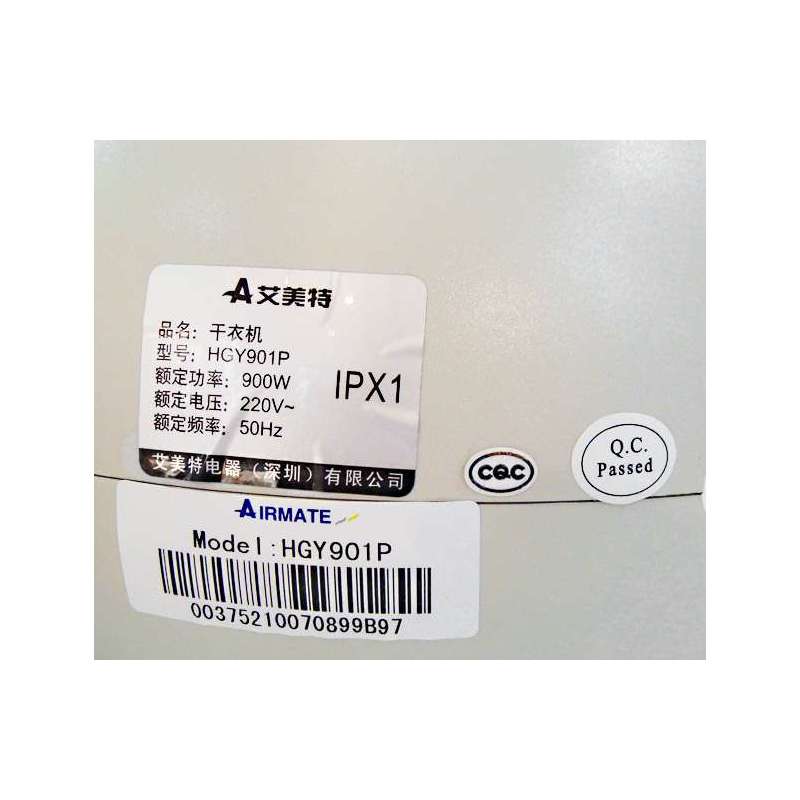 艾美特
品名：干衣机
型号：HGY901P
额定功率：900W
额定电压：220V~
额定频率：50Hz
IPX1
艾美特电器（深圳）有限公司
CQC
Q.C.
Passed
AIRMATE
Model:HGY901P
00375210070899B97